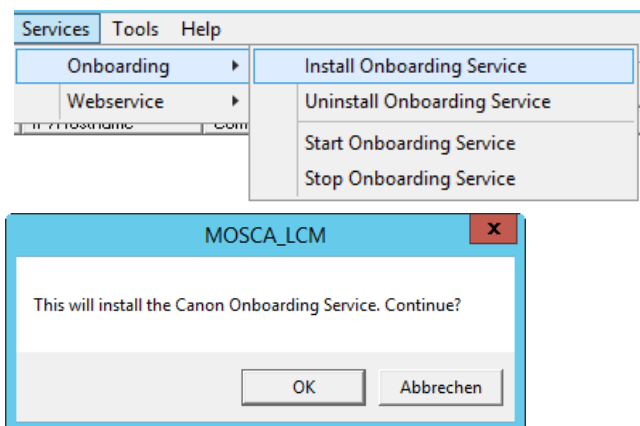 Services Tools Help
Onboarding Install Onboarding Service
Webservice Uninstall Onboarding Service
Start Onboarding Service
Stop Onboarding Service
MOSCA_LCM
This will install the Canon Onboarding Service. Continue?
OK Abbrechen